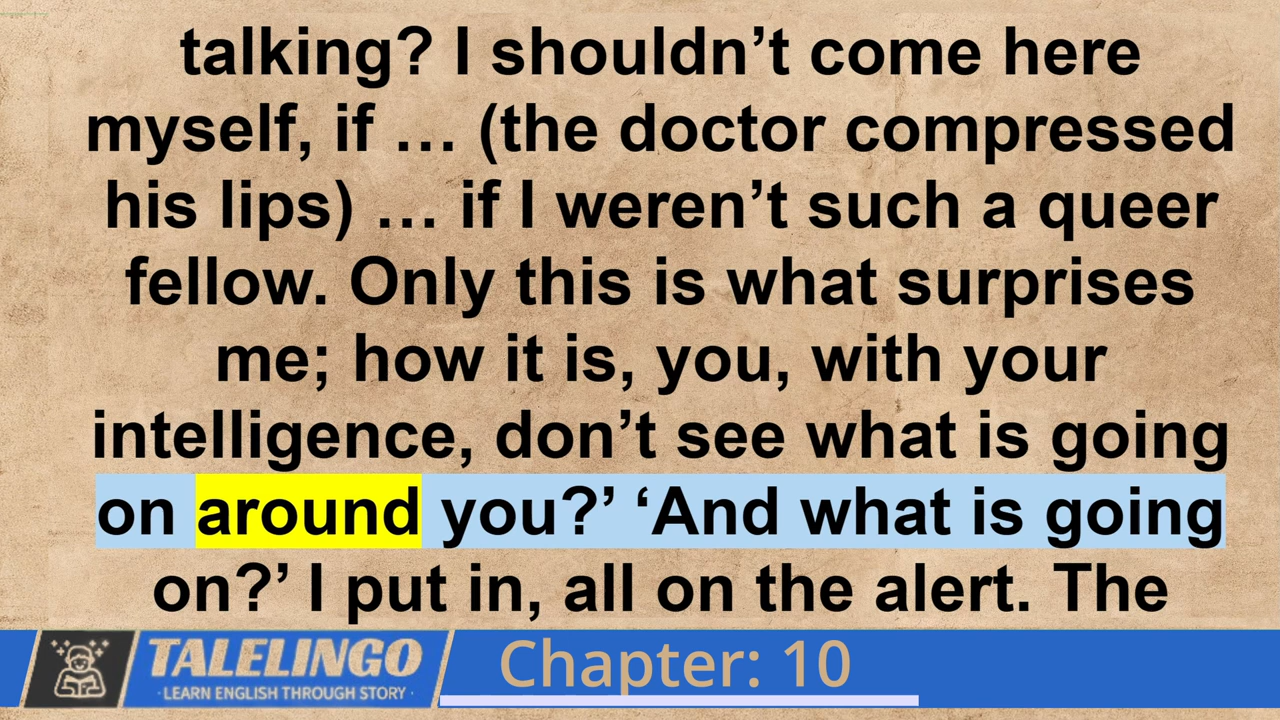 talking? I shouldn’t come here
myself, if … (the doctor compressed
his lips) … if I weren’t such a queer
fellow. Only this is what surprises
me; how it is, you, with your
intelligence, don’t see what is going
on around you?’ ‘And what is going
on?’ I put in, all on the alert. The
TALELINGO
·LEARN ENGLISH THROUGH STORY·
Chapter: 10